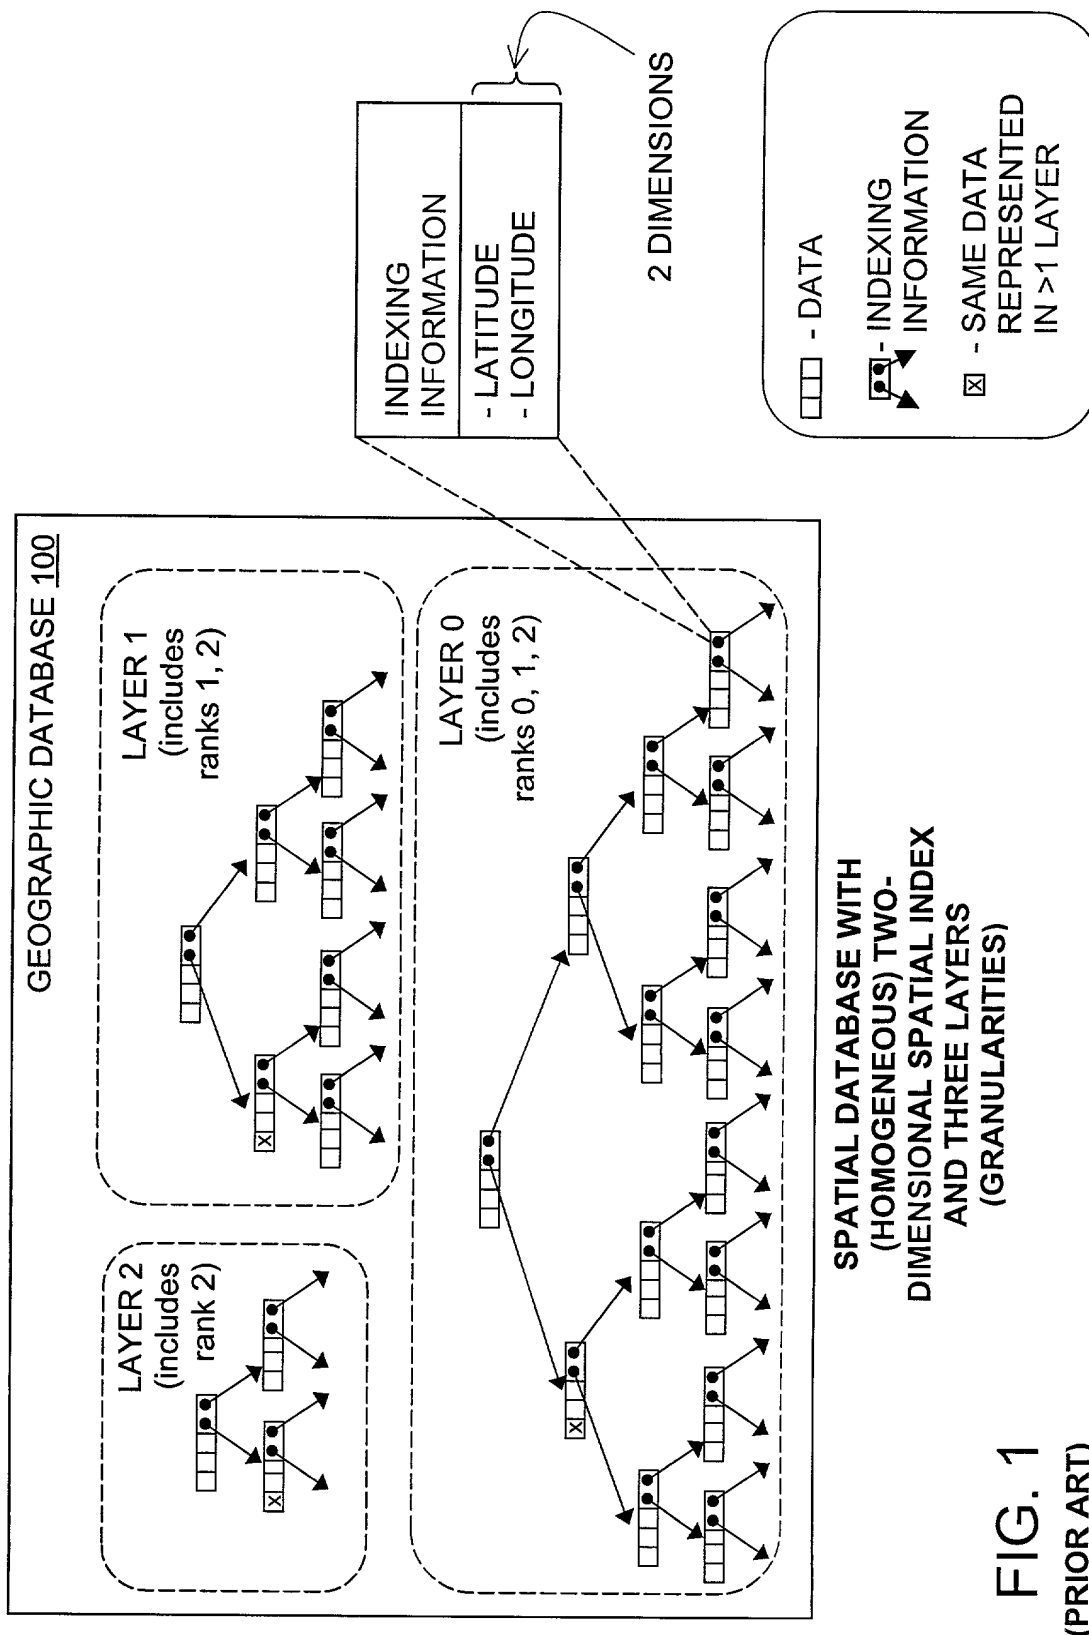 GEOGRAPHIC DATABASE 100
LAYER 2
(includes
rank 2)
LAYER 1
(includes
ranks 1, 2)
LAYER 0
(includes
ranks 0, 1, 2)
X
X
X
INDEXING
INFORMATION
- LATITUDE
- LONGITUDE
2 DIMENSIONS
- DATA
- INDEXING
INFORMATION
X - SAME DATA
REPRESENTED
IN >1 LAYER
SPATIAL DATABASE WITH
(HOMOGENEOUS) TWO-
DIMENSIONAL SPATIAL INDEX
AND THREE LAYERS
(GRANULARITIES)
FIG. 1
(PRIOR ART)